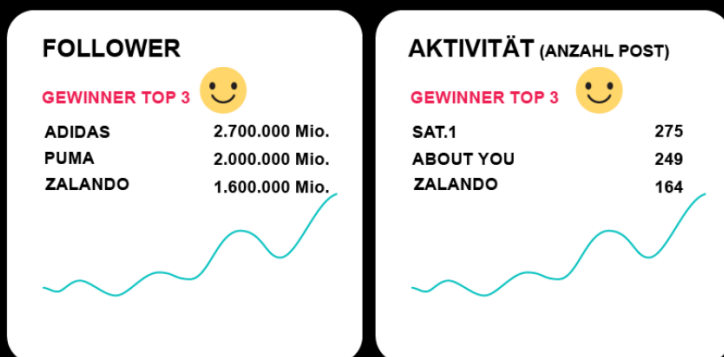 FOLLOWER
GEWINNER TOP 3
ADIDAS 2.700.000 Mio.
PUMA 2.000.000 Mio.
ZALANDO 1.600.000 Mio.
AKTIVITÄT (ANZAHL POST)
GEWINNER TOP 3
SAT.1 275
ABOUT YOU 249
ZALANDO 164